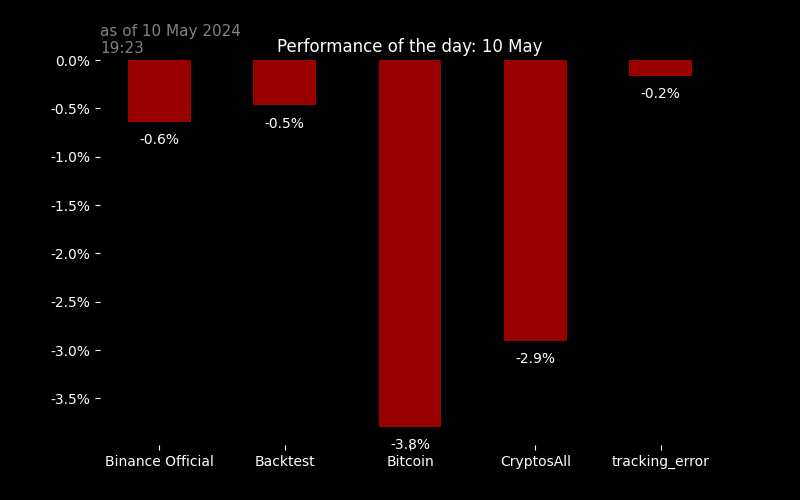 as of 10 May 2024
19:23
Performance of the day: 10 May
0.0%
-0.5%
-1.0%
-1.5%
-2.0%
-2.5%
-3.0%
-3.5%
-0.6%
-0.5%
-3.8%
-2.9%
-0.2%
Binance Official
Backtest
Bitcoin
CryptosAll
tracking_error